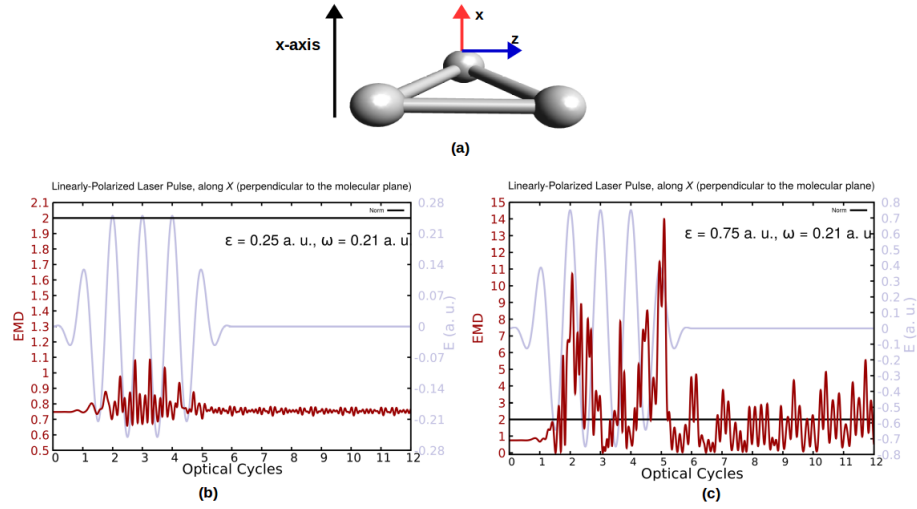 x
x-axis
z
(a)
Linearly-Polarized Laser Pulse, along X (perpendicular to the molecular plane)
2.1
2
1.9
1.8
1.7
1.6
1.5
1.4
1.3
1.2
1.1
1
0.9
0.8
0.7
0.6
0.5
EMD
Norm
ε = 0.25 a. u., ω = 0.21 a. u
0.28
0.21
0.14
0.07
0
-0.07
-0.14
-0.21
-0.28
E (a. u.)
0 1 2 3 4 5 6 7 8 9 10 11 12
Optical Cycles
(b)
Linearly-Polarized Laser Pulse, along X (perpendicular to the molecular plane)
15
14
13
12
11
10
9
8
7
6
5
4
3
2
1
0
EMD
Norm
ε = 0.75 a. u., ω = 0.21 a. u
0.8
0.7
0.6
0.5
0.4
0.3
0.2
0.1
0
-0.1
-0.2
-0.3
-0.4
-0.5
-0.6
-0.7
-0.8
E (a. u.)
0 1 2 3 4 5 6 7 8 9 10 11 12
Optical Cycles
(c)